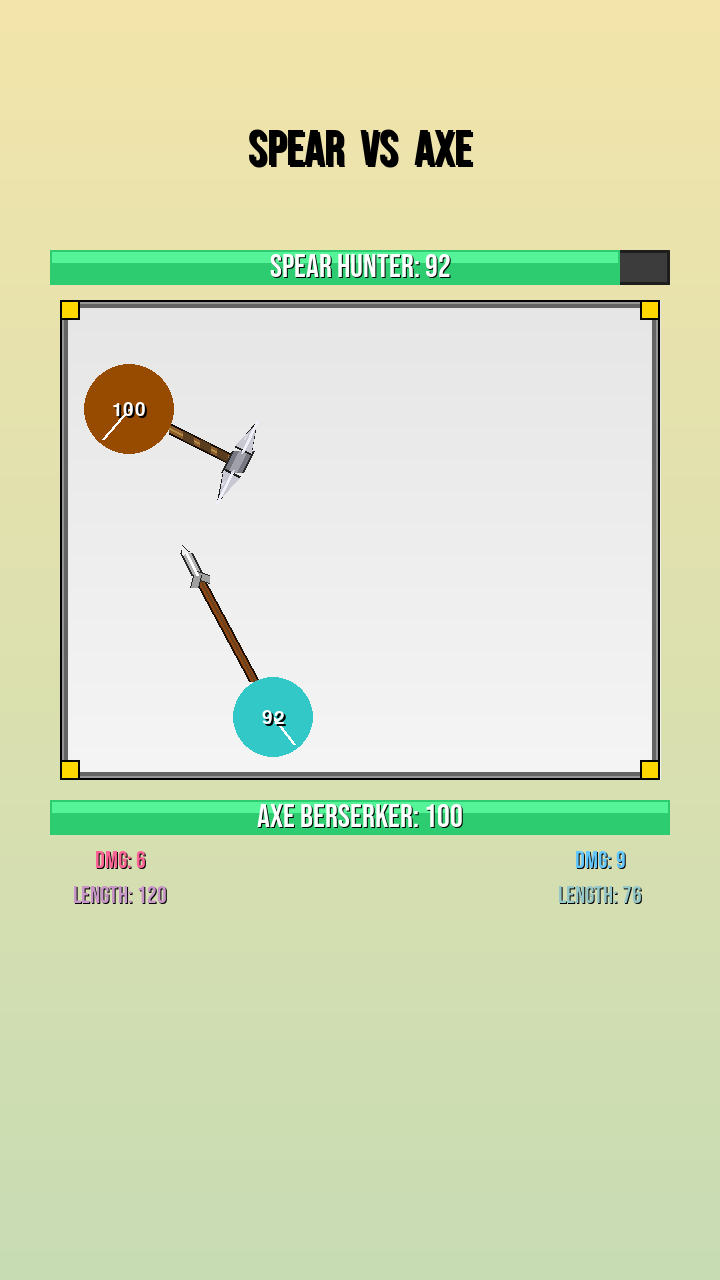 SPEAR VS AXE
SPEAR HUNTER: 92
100
92
AXE BERSERKER: 100
DMG: 6
DMG: 9
LENGTH: 120
LENGTH: 76